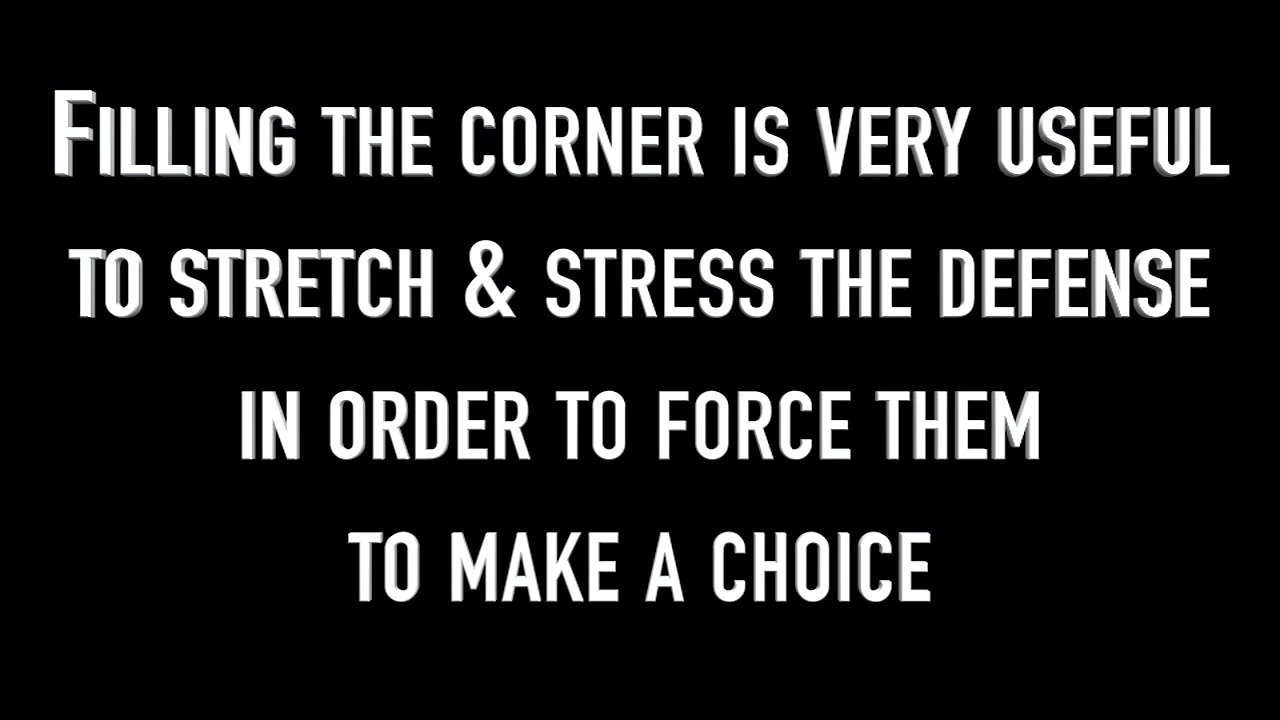 Filling the corner is very useful
to stretch & stress the defense
in order to force them
to make a choice